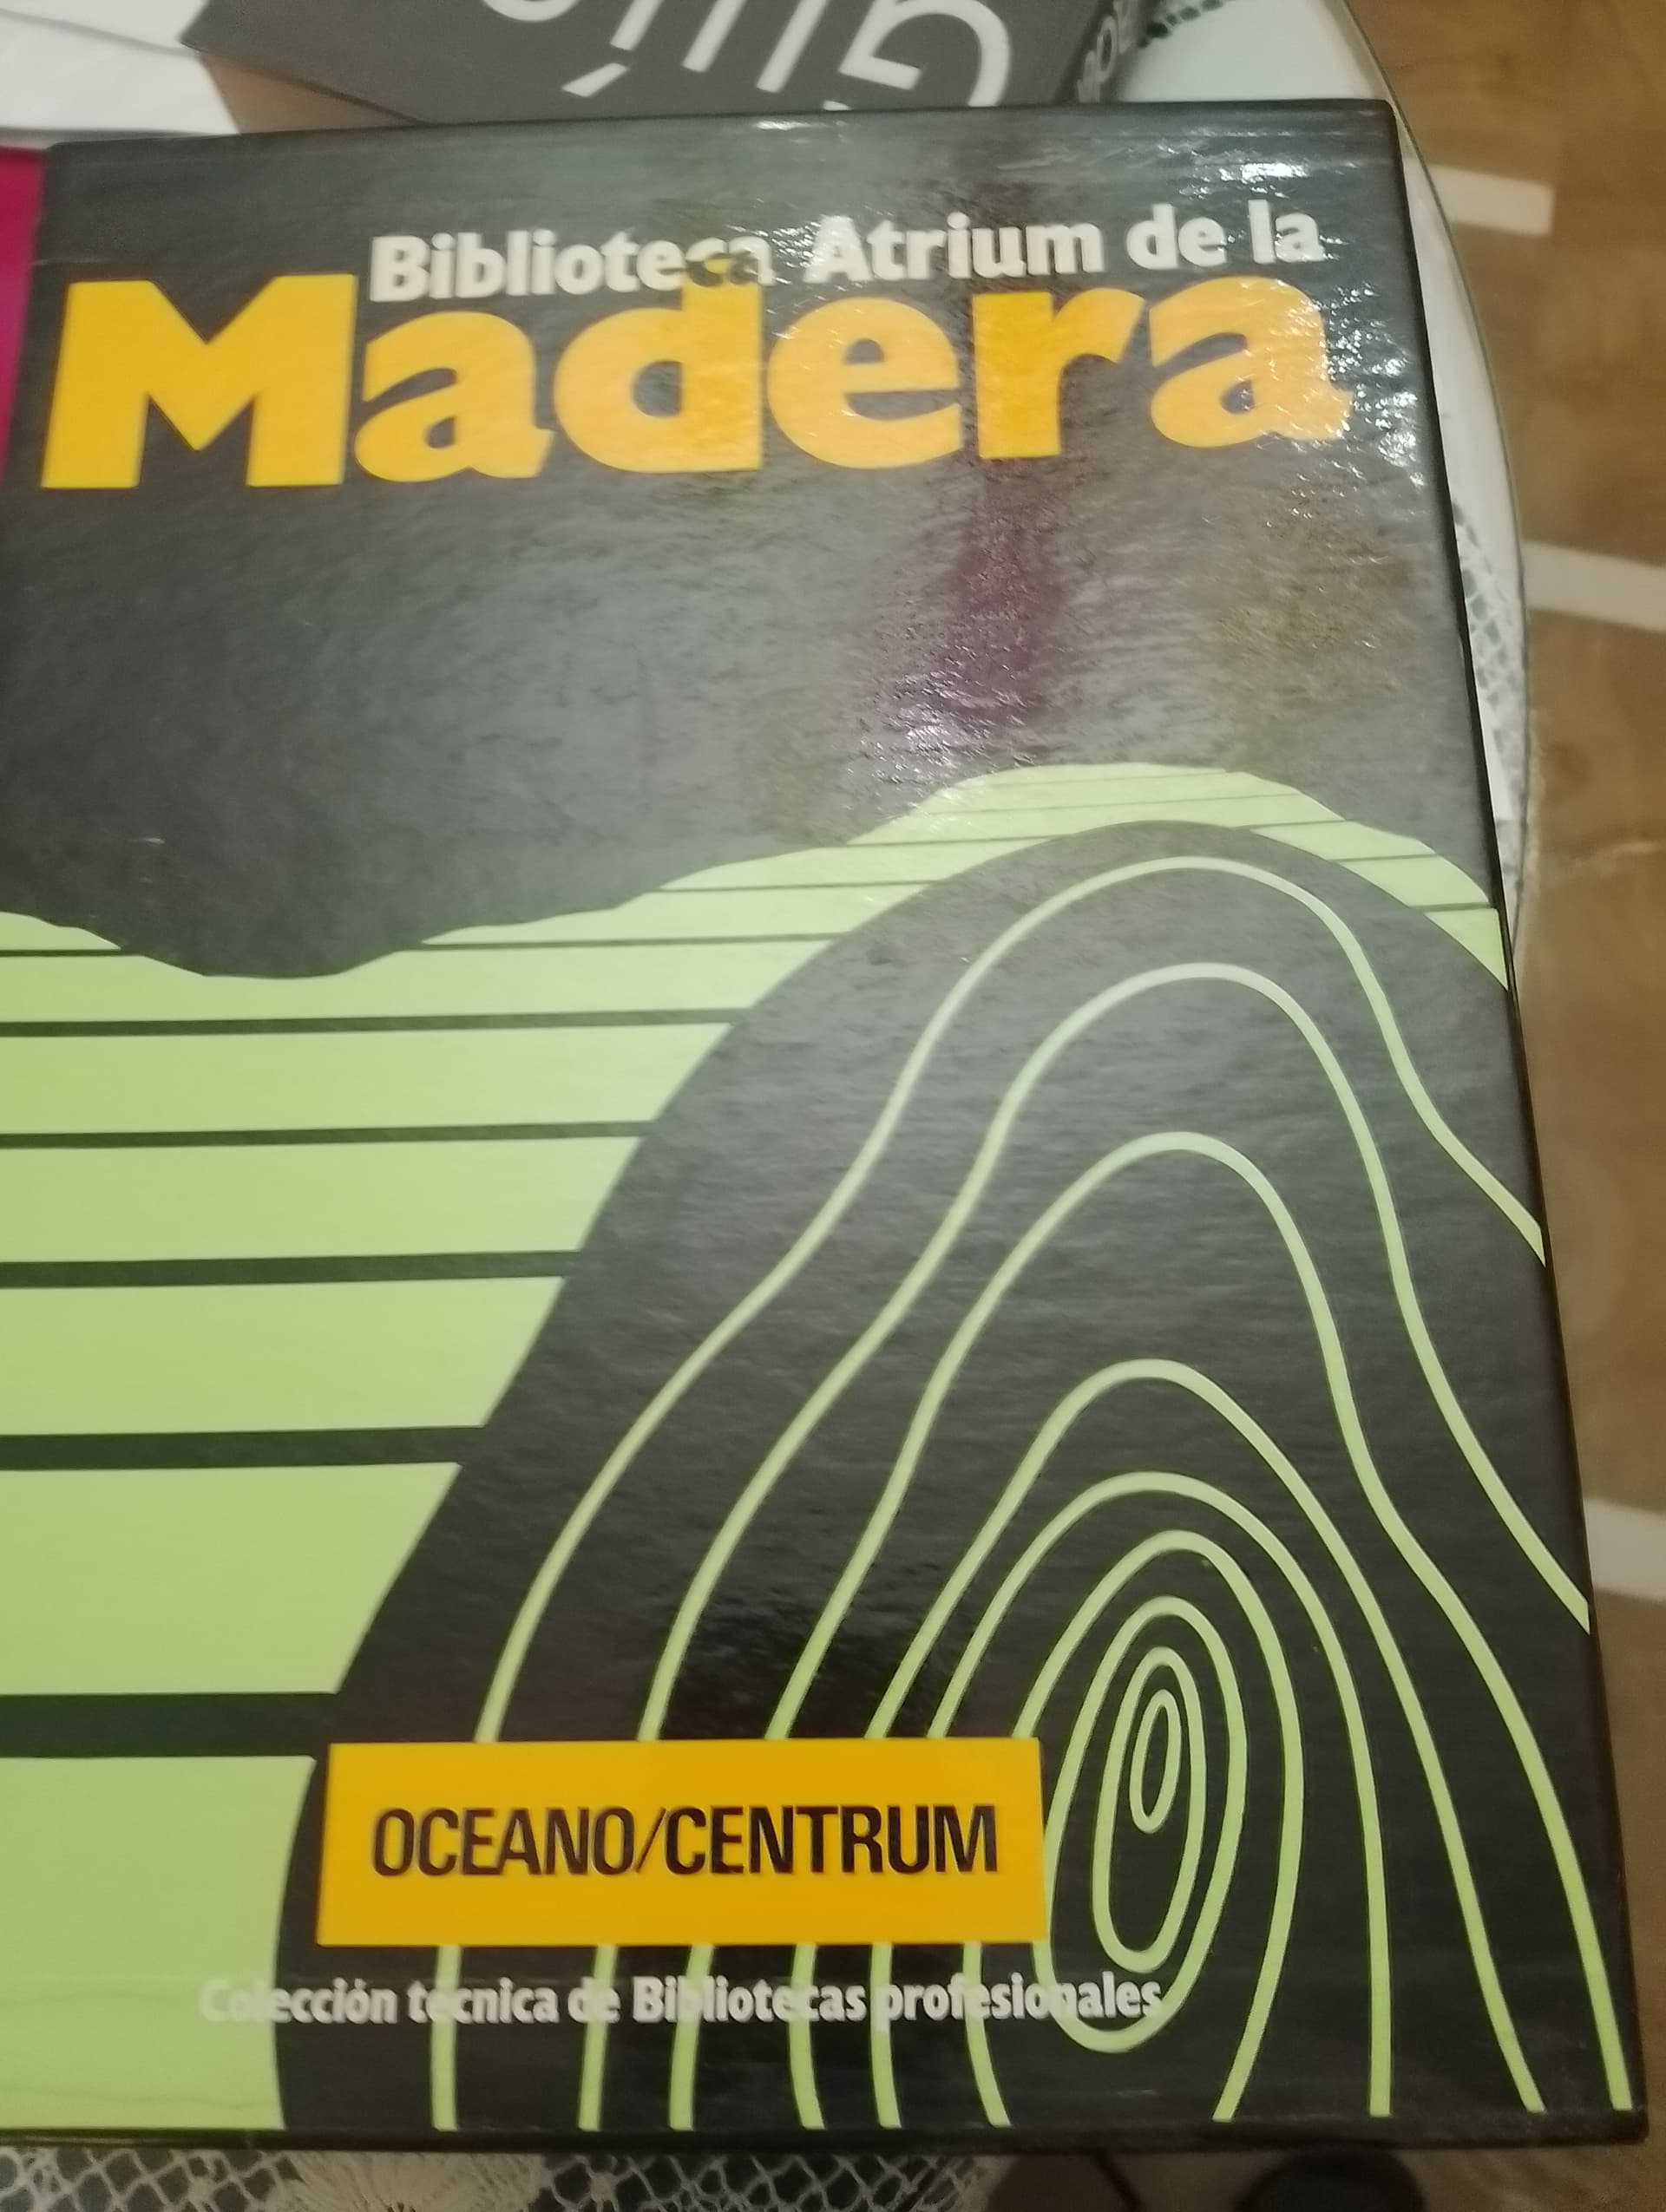 Biblioteca Atrium de la
Madera
OCEANO/CENTRUM
Colección técnica de Bibliotecas profesionales